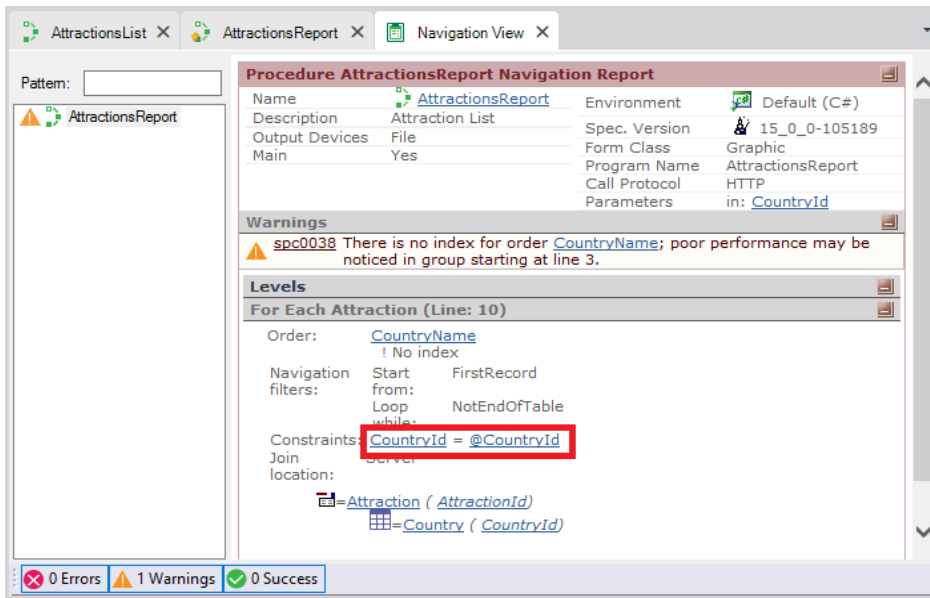 AttractionsList
AttractionsReport
Navigation View
Pattern:
AttractionsReport
Procedure AttractionsReport Navigation Report
Name AttractionsReport
Description Attraction List
Output Devices File
Main Yes
Environment Default (C#)
Spec. Version 15_0_0-105189
Form Class Graphic
Program Name AttractionsReport
Call Protocol HTTP
Parameters in: CountryId
Warnings
spc0038 There is no index for order CountryName; poor performance may be
noticed in group starting at line 3.
Levels
For Each Attraction (Line: 10)
Order: CountryName
! No index
Navigation Start FirstRecord
filters: from:
Loop NotEndOfTable
while:
Constraints: CountryId = @CountryId
Join Server
location:
=Attraction ( AttractionId)
=Country ( CountryId)
0 Errors 1 Warnings 0 Success